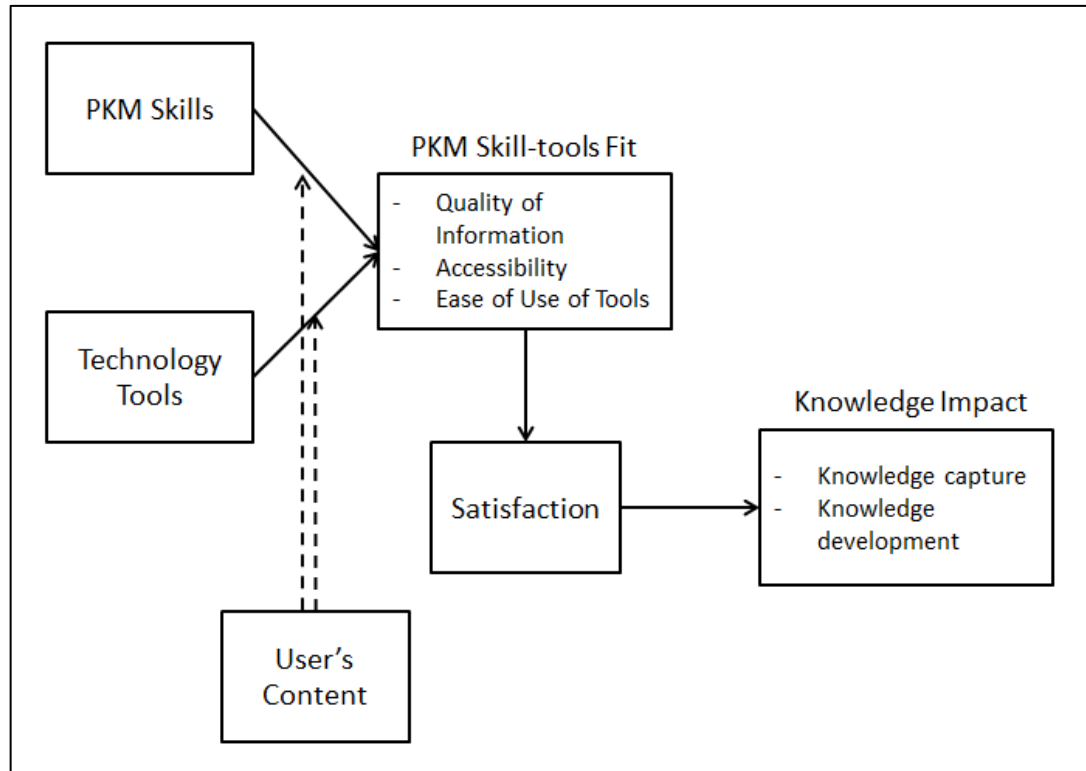 PKM Skills
PKM Skill-tools Fit
- Quality of
Information
- Accessibility
- Ease of Use of Tools
Technology
Tools
Knowledge Impact
- Knowledge capture
- Knowledge
development
Satisfaction
User’s
Content